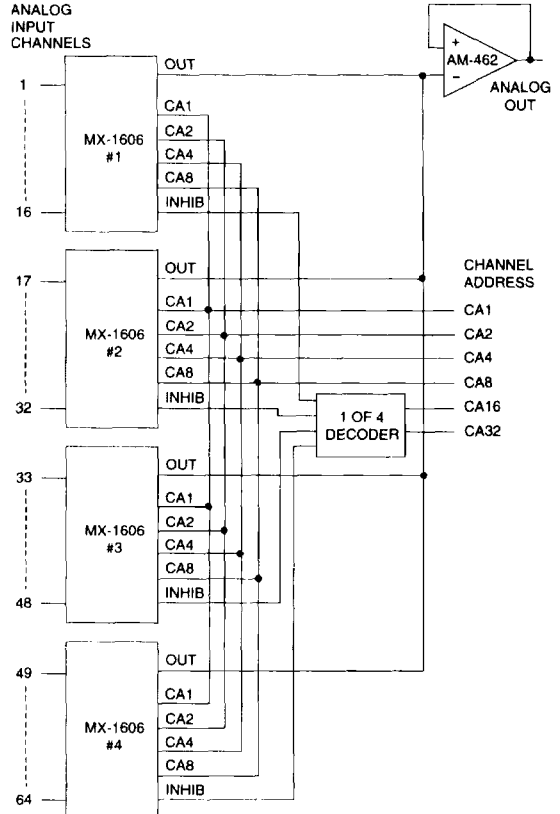 ANALOG
INPUT
CHANNELS
1
16
MX-1606
#1
OUT
CA1
CA2
CA4
CA8
INHIB
+
−
AM-462
ANALOG
OUT
17
32
MX-1606
#2
OUT
CA1
CA2
CA4
CA8
INHIB
CHANNEL
ADDRESS
CA1
CA2
CA4
CA8
CA16
CA32
1 OF 4
DECODER
33
48
MX-1606
#3
OUT
CA1
CA2
CA4
CA8
INHIB
49
64
MX-1606
#4
OUT
CA1
CA2
CA4
CA8
INHIB